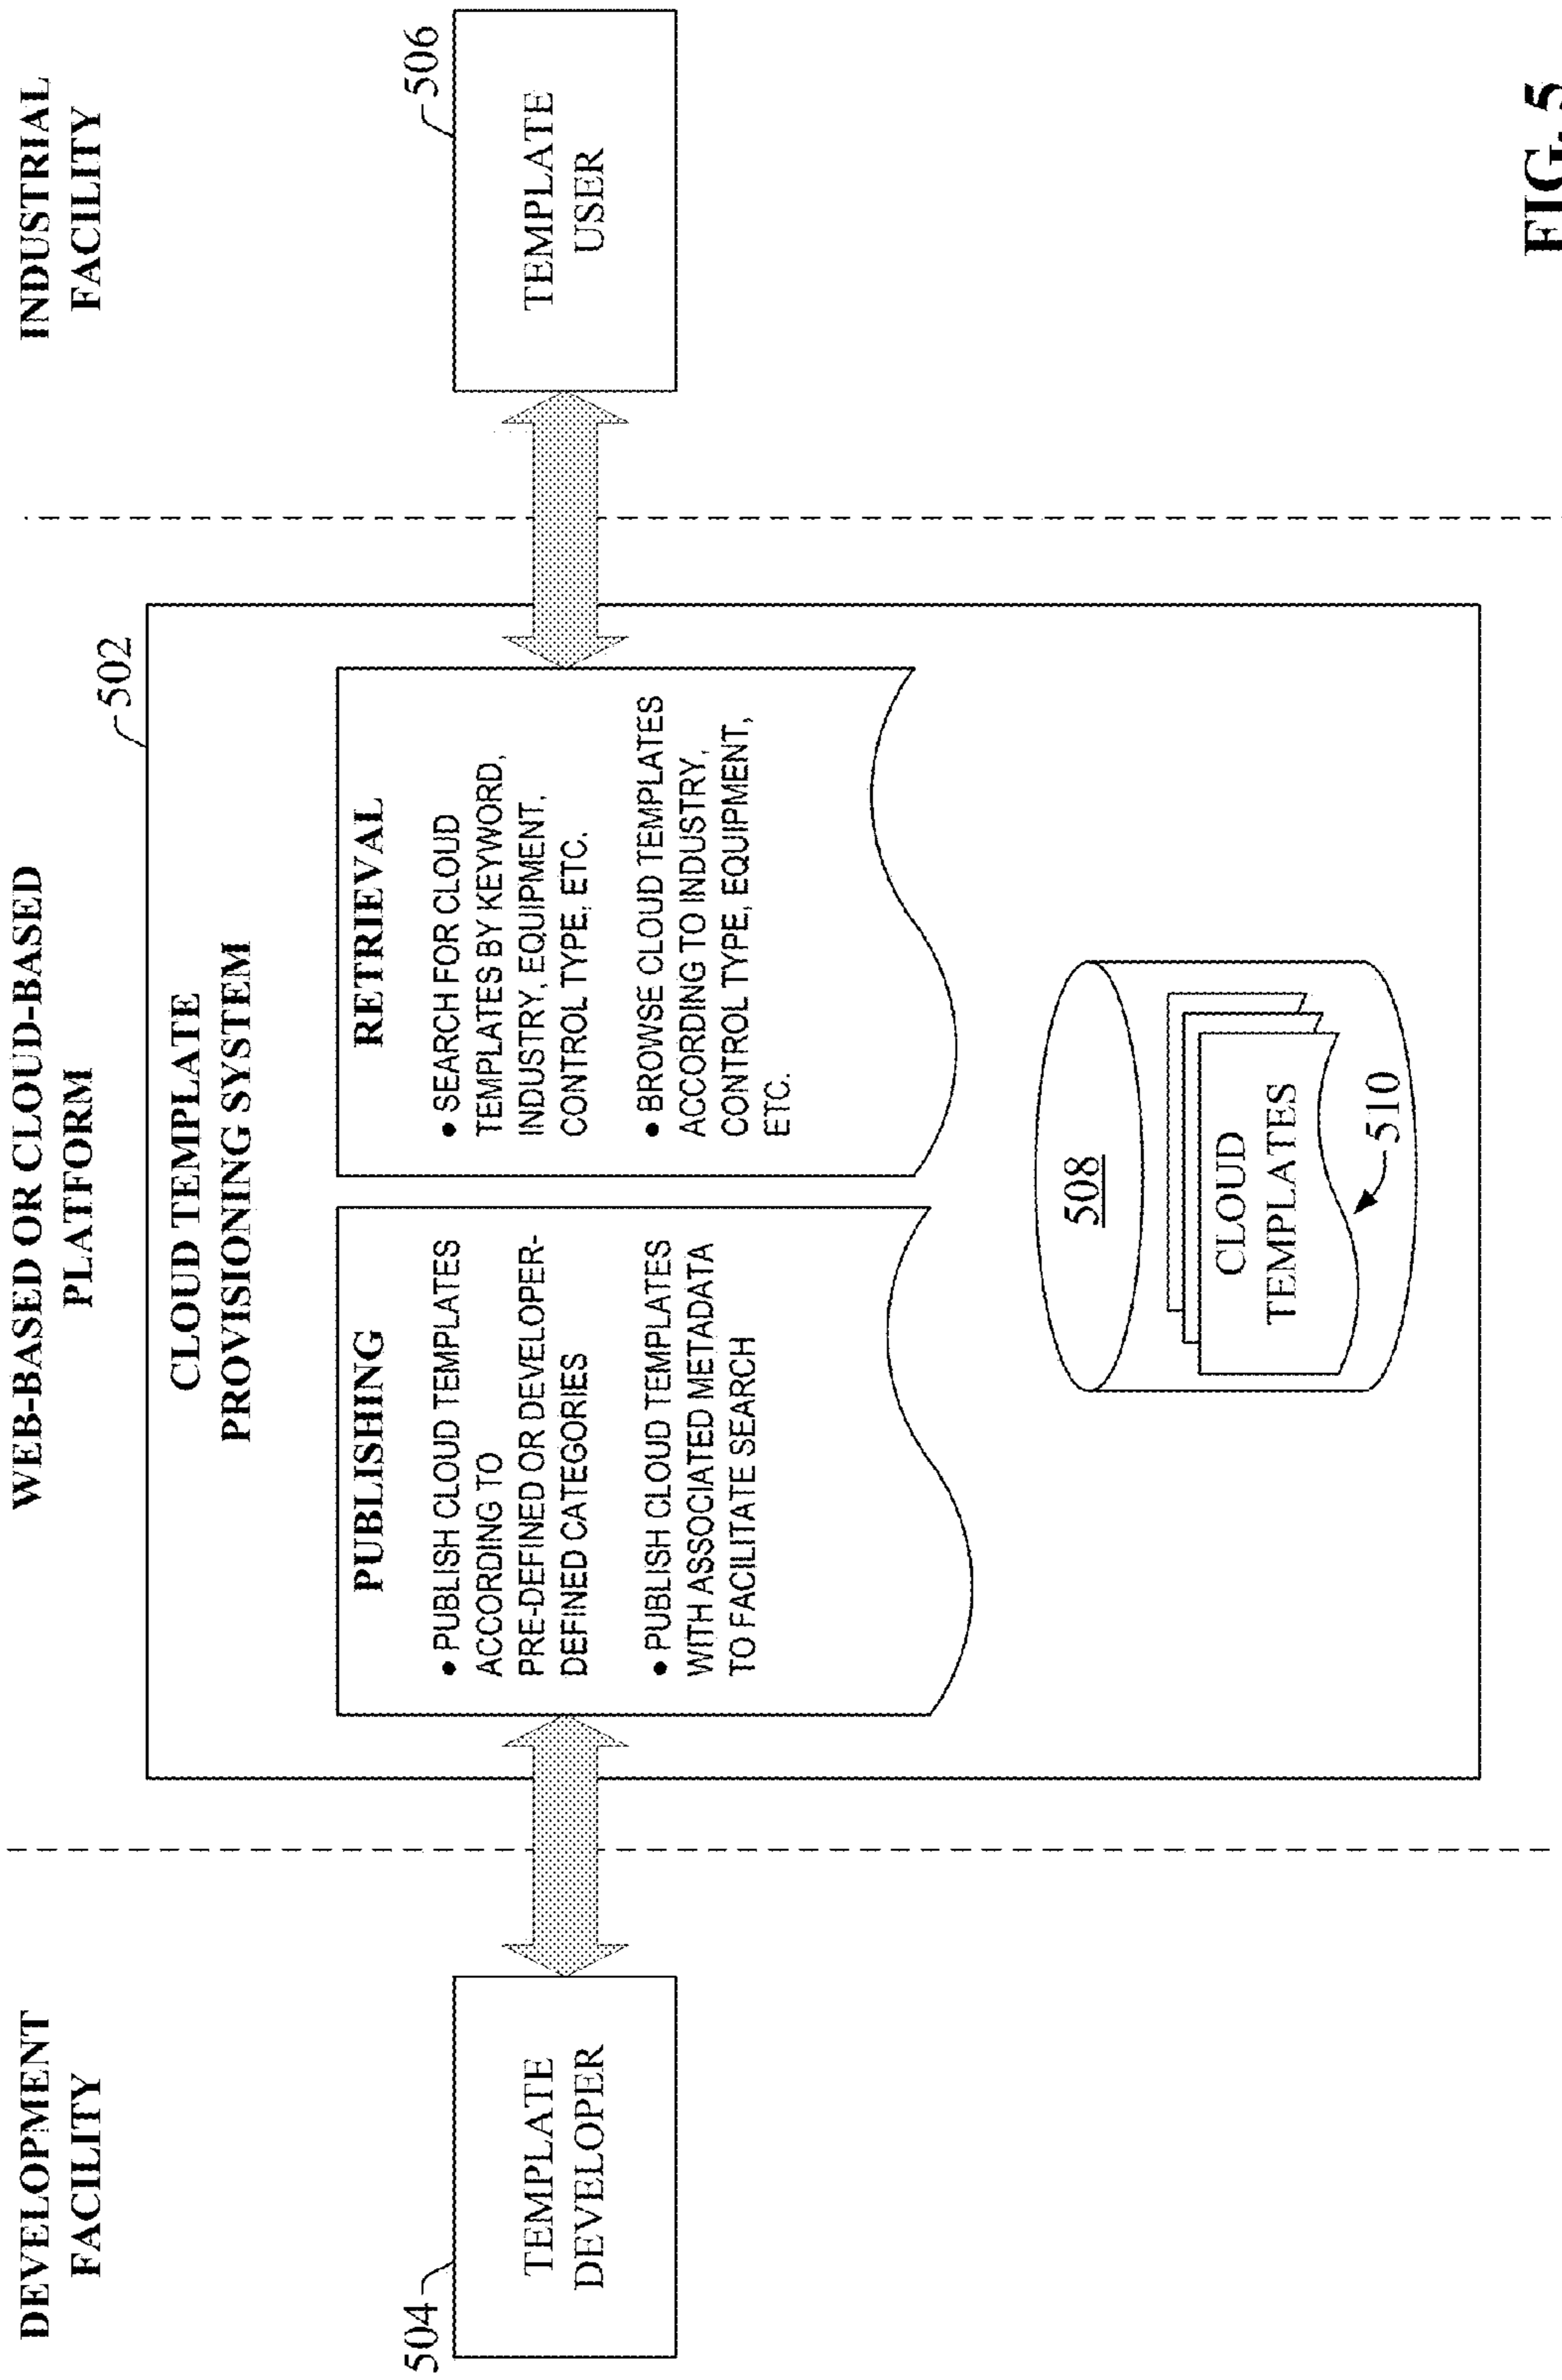 DEVELOPMENT
FACILITY
WEB-BASED OR CLOUD-BASED
PLATFORM
INDUSTRIAL
FACILITY
502
CLOUD TEMPLATE
PROVISIONING SYSTEM
504
TEMPLATE
DEVELOPER
PUBLISHING
• PUBLISH CLOUD TEMPLATES
ACCORDING TO
PRE-DEFINED OR DEVELOPER-
DEFINED CATEGORIES
• PUBLISH CLOUD TEMPLATES
WITH ASSOCIATED METADATA
TO FACILITATE SEARCH
RETRIEVAL
• SEARCH FOR CLOUD
TEMPLATES BY KEYWORD,
INDUSTRY, EQUIPMENT,
CONTROL TYPE, ETC.
• BROWSE CLOUD TEMPLATES
ACCORDING TO INDUSTRY,
CONTROL TYPE, EQUIPMENT,
ETC.
506
TEMPLATE
USER
508
CLOUD
TEMPLATES
510
FIG. 5